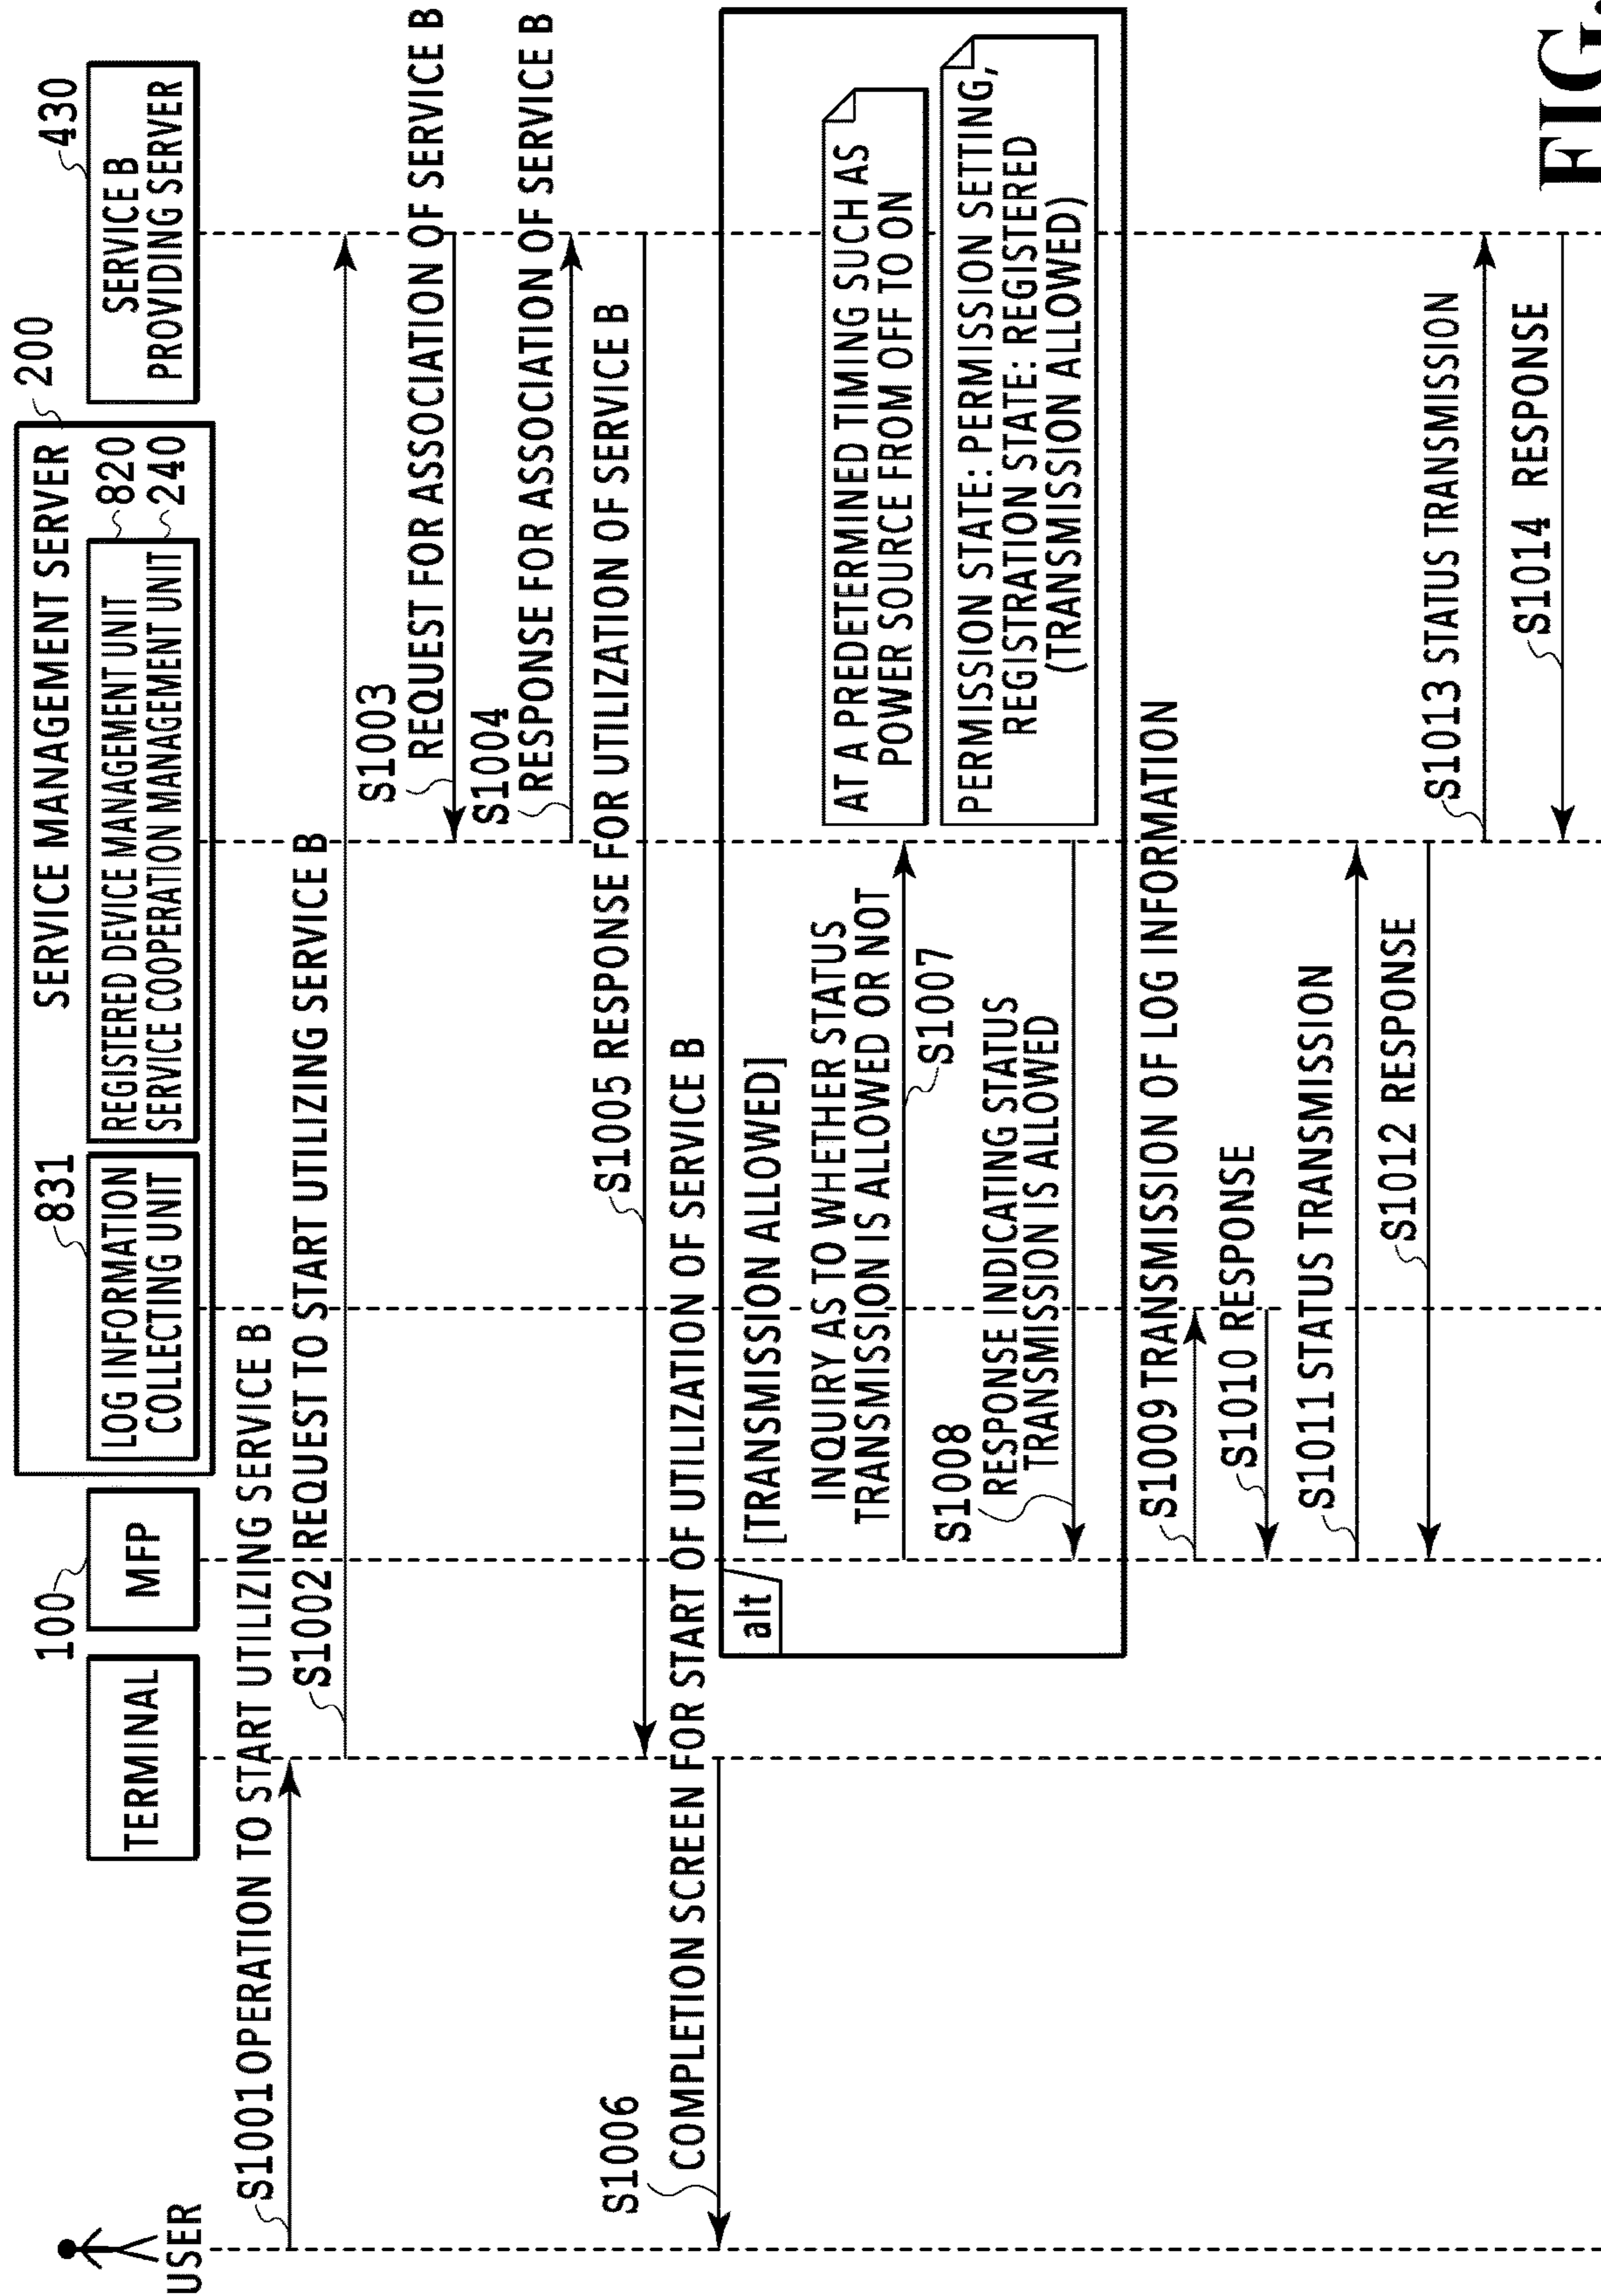 USER
TERMINAL
100
MFP
SERVICE MANAGEMENT SERVER
200
831
LOG INFORMATION
COLLECTING UNIT
REGISTERED DEVICE MANAGEMENT UNIT
820
SERVICE COOPERATION MANAGEMENT UNIT
240
430
SERVICE B
PROVIDING SERVER
S1001 OPERATION TO START UTILIZING SERVICE B
S1002 REQUEST TO START UTILIZING SERVICE B
S1003
REQUEST FOR ASSOCIATION OF SERVICE B
S1004
RESPONSE FOR ASSOCIATION OF SERVICE B
S1005 RESPONSE FOR UTILIZATION OF SERVICE B
S1006
COMPLETION SCREEN FOR START OF UTILIZATION OF SERVICE B
alt
[TRANSMISSION ALLOWED]
INQUIRY AS TO WHETHER STATUS
TRANSMISSION IS ALLOWED OR NOT
S1007
AT A PREDETERMINED TIMING SUCH AS
POWER SOURCE FROM OFF TO ON
S1008
RESPONSE INDICATING STATUS
TRANSMISSION IS ALLOWED
PERMISSION STATE: PERMISSION SETTING,
REGISTRATION STATE: REGISTERED
(TRANSMISSION ALLOWED)
S1009 TRANSMISSION OF LOG INFORMATION
S1010 RESPONSE
S1011 STATUS TRANSMISSION
S1012 RESPONSE
S1013 STATUS TRANSMISSION
S1014 RESPONSE
FIG.